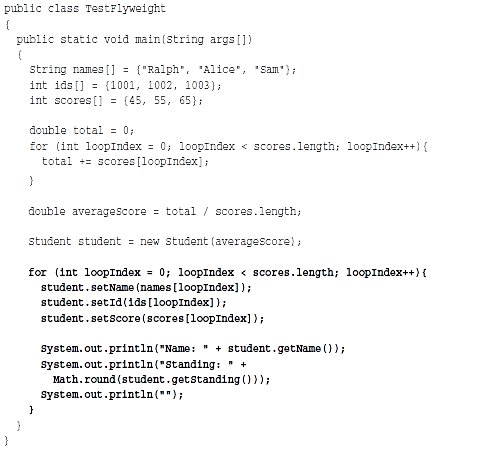 public class TestFlyweight
{
  public static void main(String args[])
  {
    String names[] = {"Ralph", "Alice", "Sam"};
    int ids[] = {1001, 1002, 1003};
    int scores[] = {45, 55, 65};

    double total = 0;
    for (int loopIndex = 0; loopIndex < scores.length; loopIndex++){
      total += scores[loopIndex];
    }

    double averageScore = total / scores.length;

    Student student = new Student(averageScore);

    for (int loopIndex = 0; loopIndex < scores.length; loopIndex++){
      student.setName(names[loopIndex]);
      student.setId(ids[loopIndex]);
      student.setScore(scores[loopIndex]);

      System.out.println("Name: " + student.getName());
      System.out.println("Standing: " +
        Math.round(student.getStanding()));
      System.out.println("");
    }
  }
}